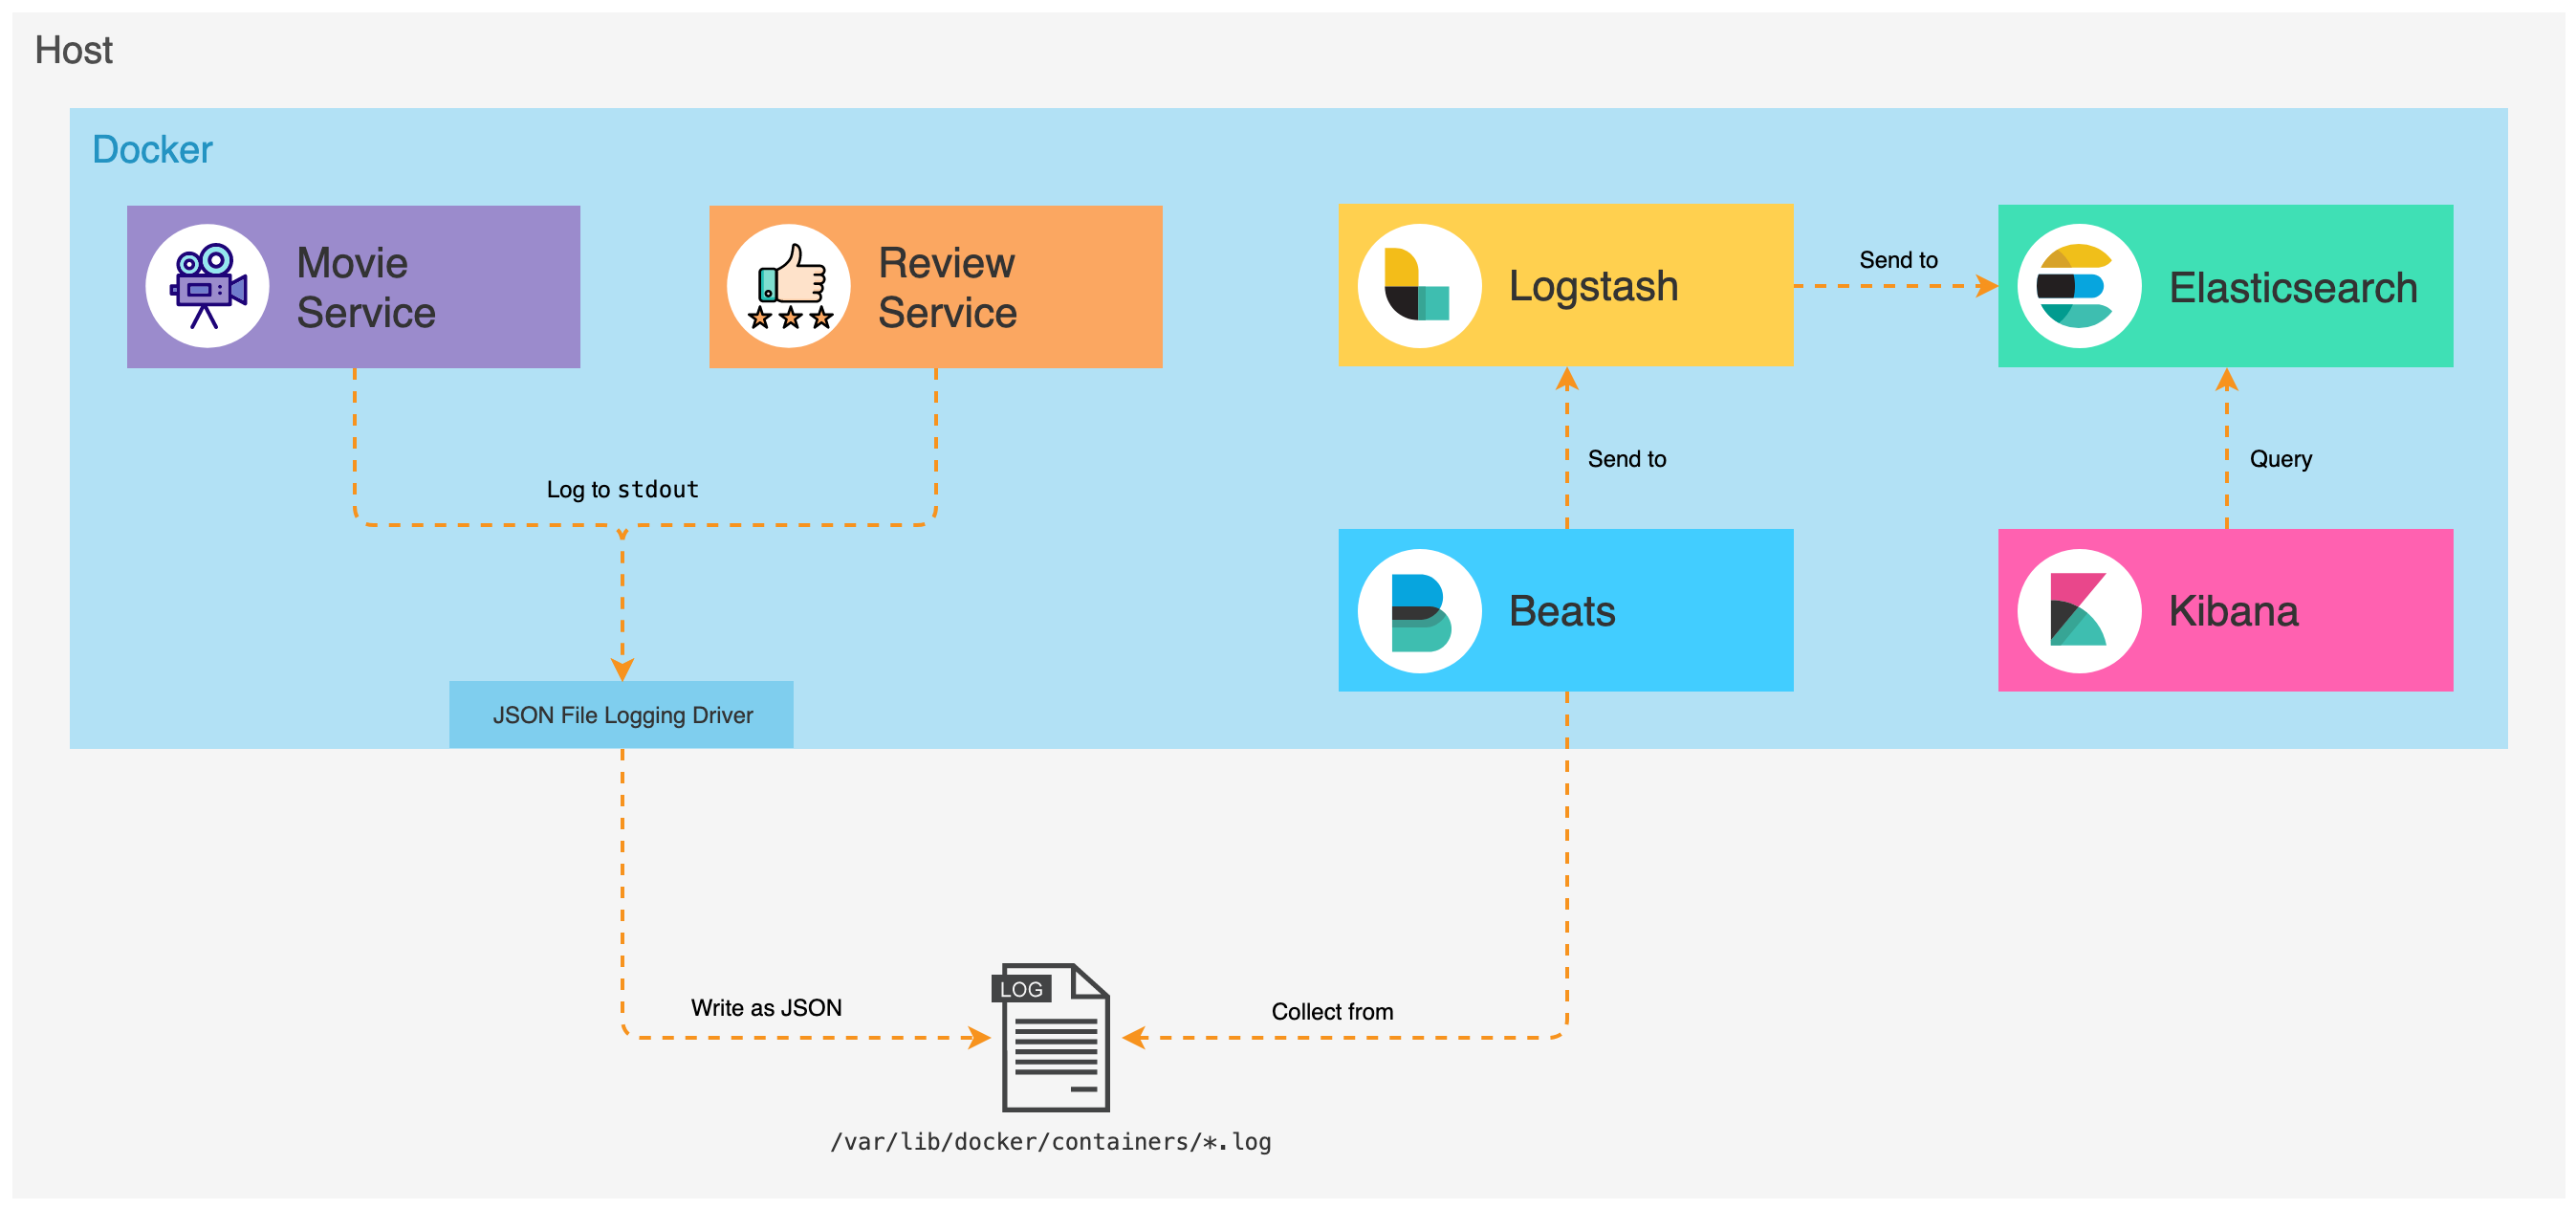 Host
Docker
Movie
Service
Review
Service
Logstash
Send to
Elasticsearch
Log to stdout
Send to
Query
Beats
Kibana
JSON File Logging Driver
LOG
Write as JSON
Collect from
/var/lib/docker/containers/*.log